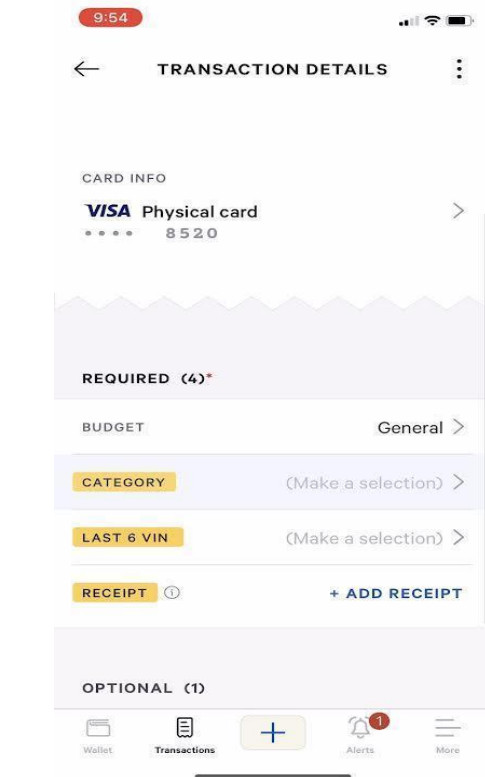 9:54
TRANSACTION DETAILS
CARD INFO
VISA Physical card
•••• 8520
REQUIRED (4)*
BUDGET General
CATEGORY (Make a selection)
LAST 6 VIN (Make a selection)
RECEIPT + ADD RECEIPT
OPTIONAL (1)
1
Wallet Transactions Alerts More